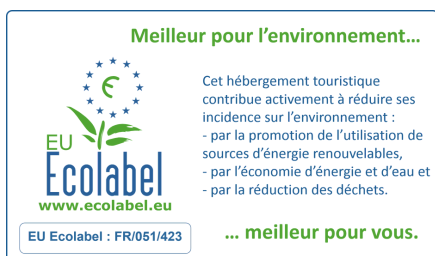 Meilleur pour l'environnement…
Cet hébergement touristique
contribue activement à réduire ses
incidence sur l'environnement :
- par la promotion de l'utilisation de
sources d'énergie renouvelables,
- par l'économie d'énergie et d'eau et
- par la réduction des déchets.
EU
Ecolabel
www.ecolabel.eu
EU Ecolabel : FR/051/423
… meilleur pour vous.